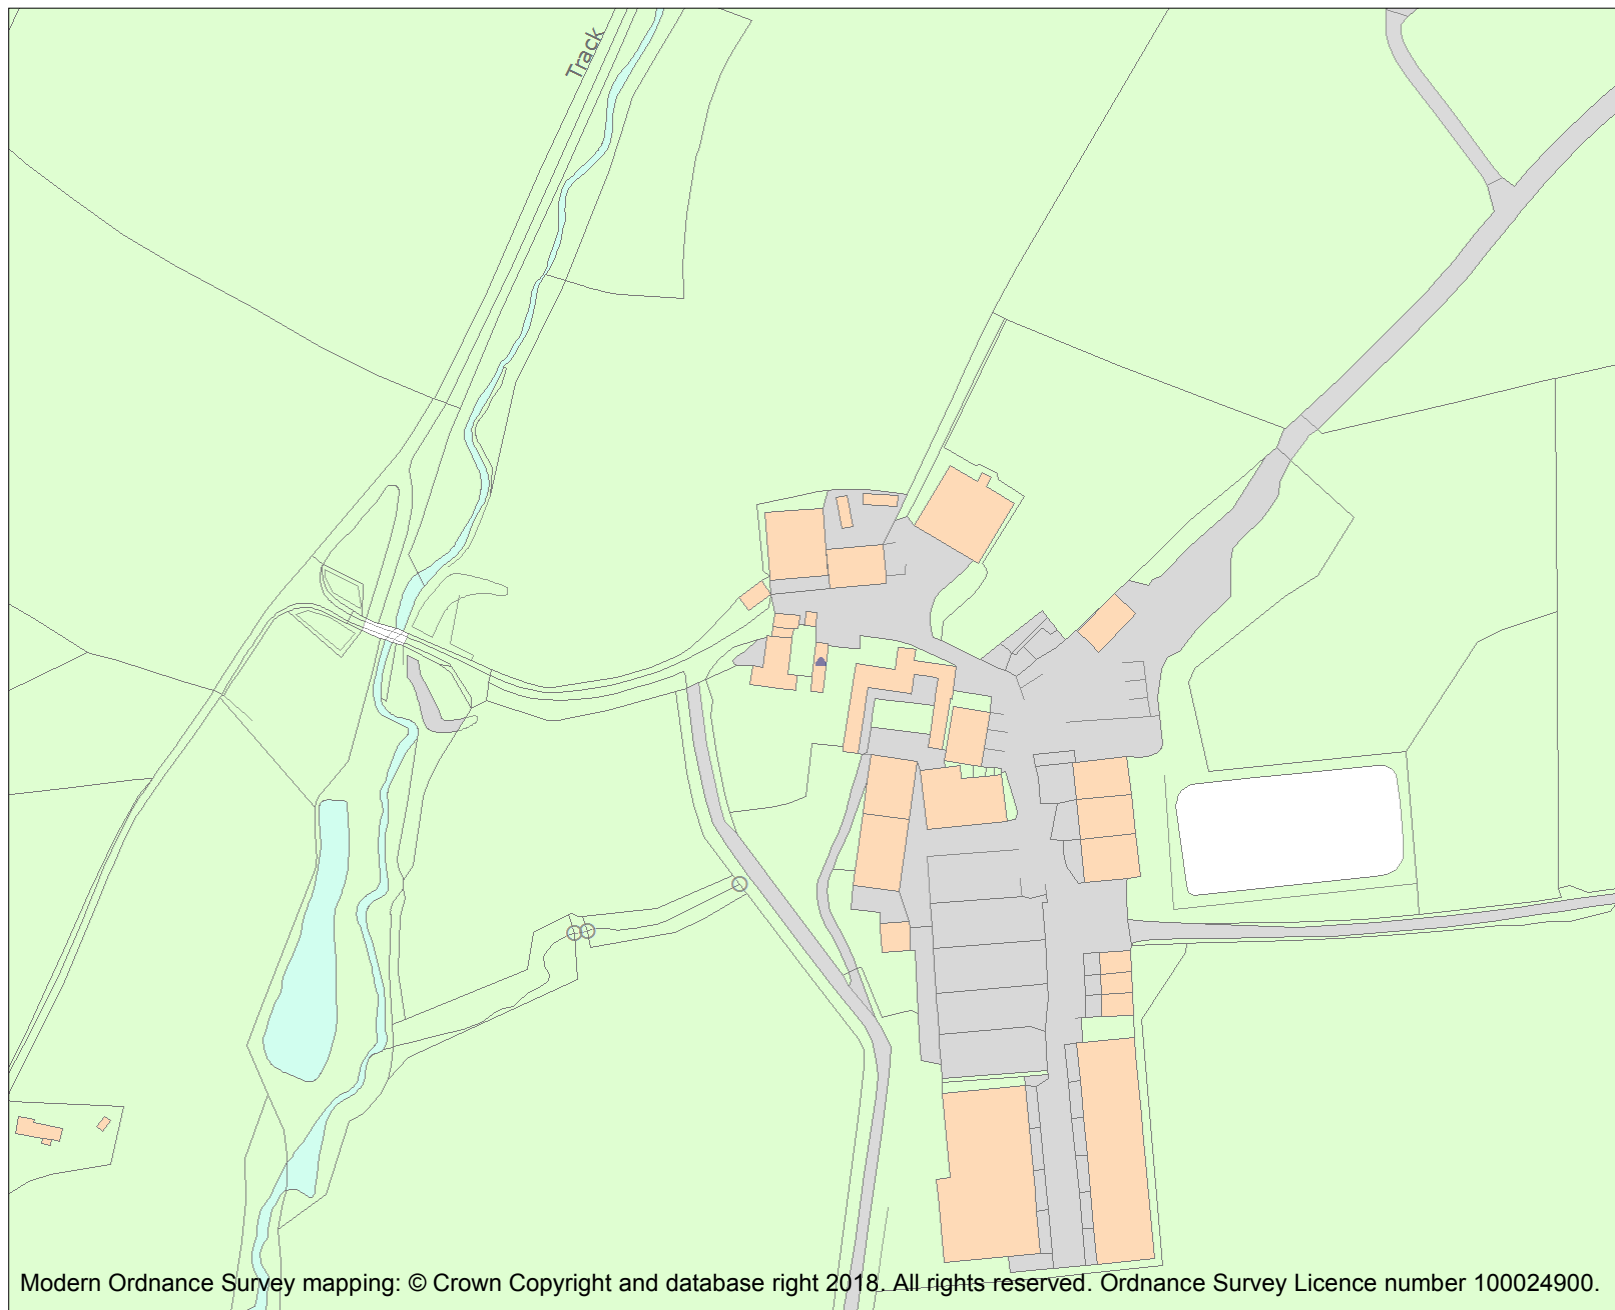 Track
Modern Ordnance Survey mapping: © Crown Copyright and database right 2018. All rights reserved. Ordnance Survey Licence number 100024900.